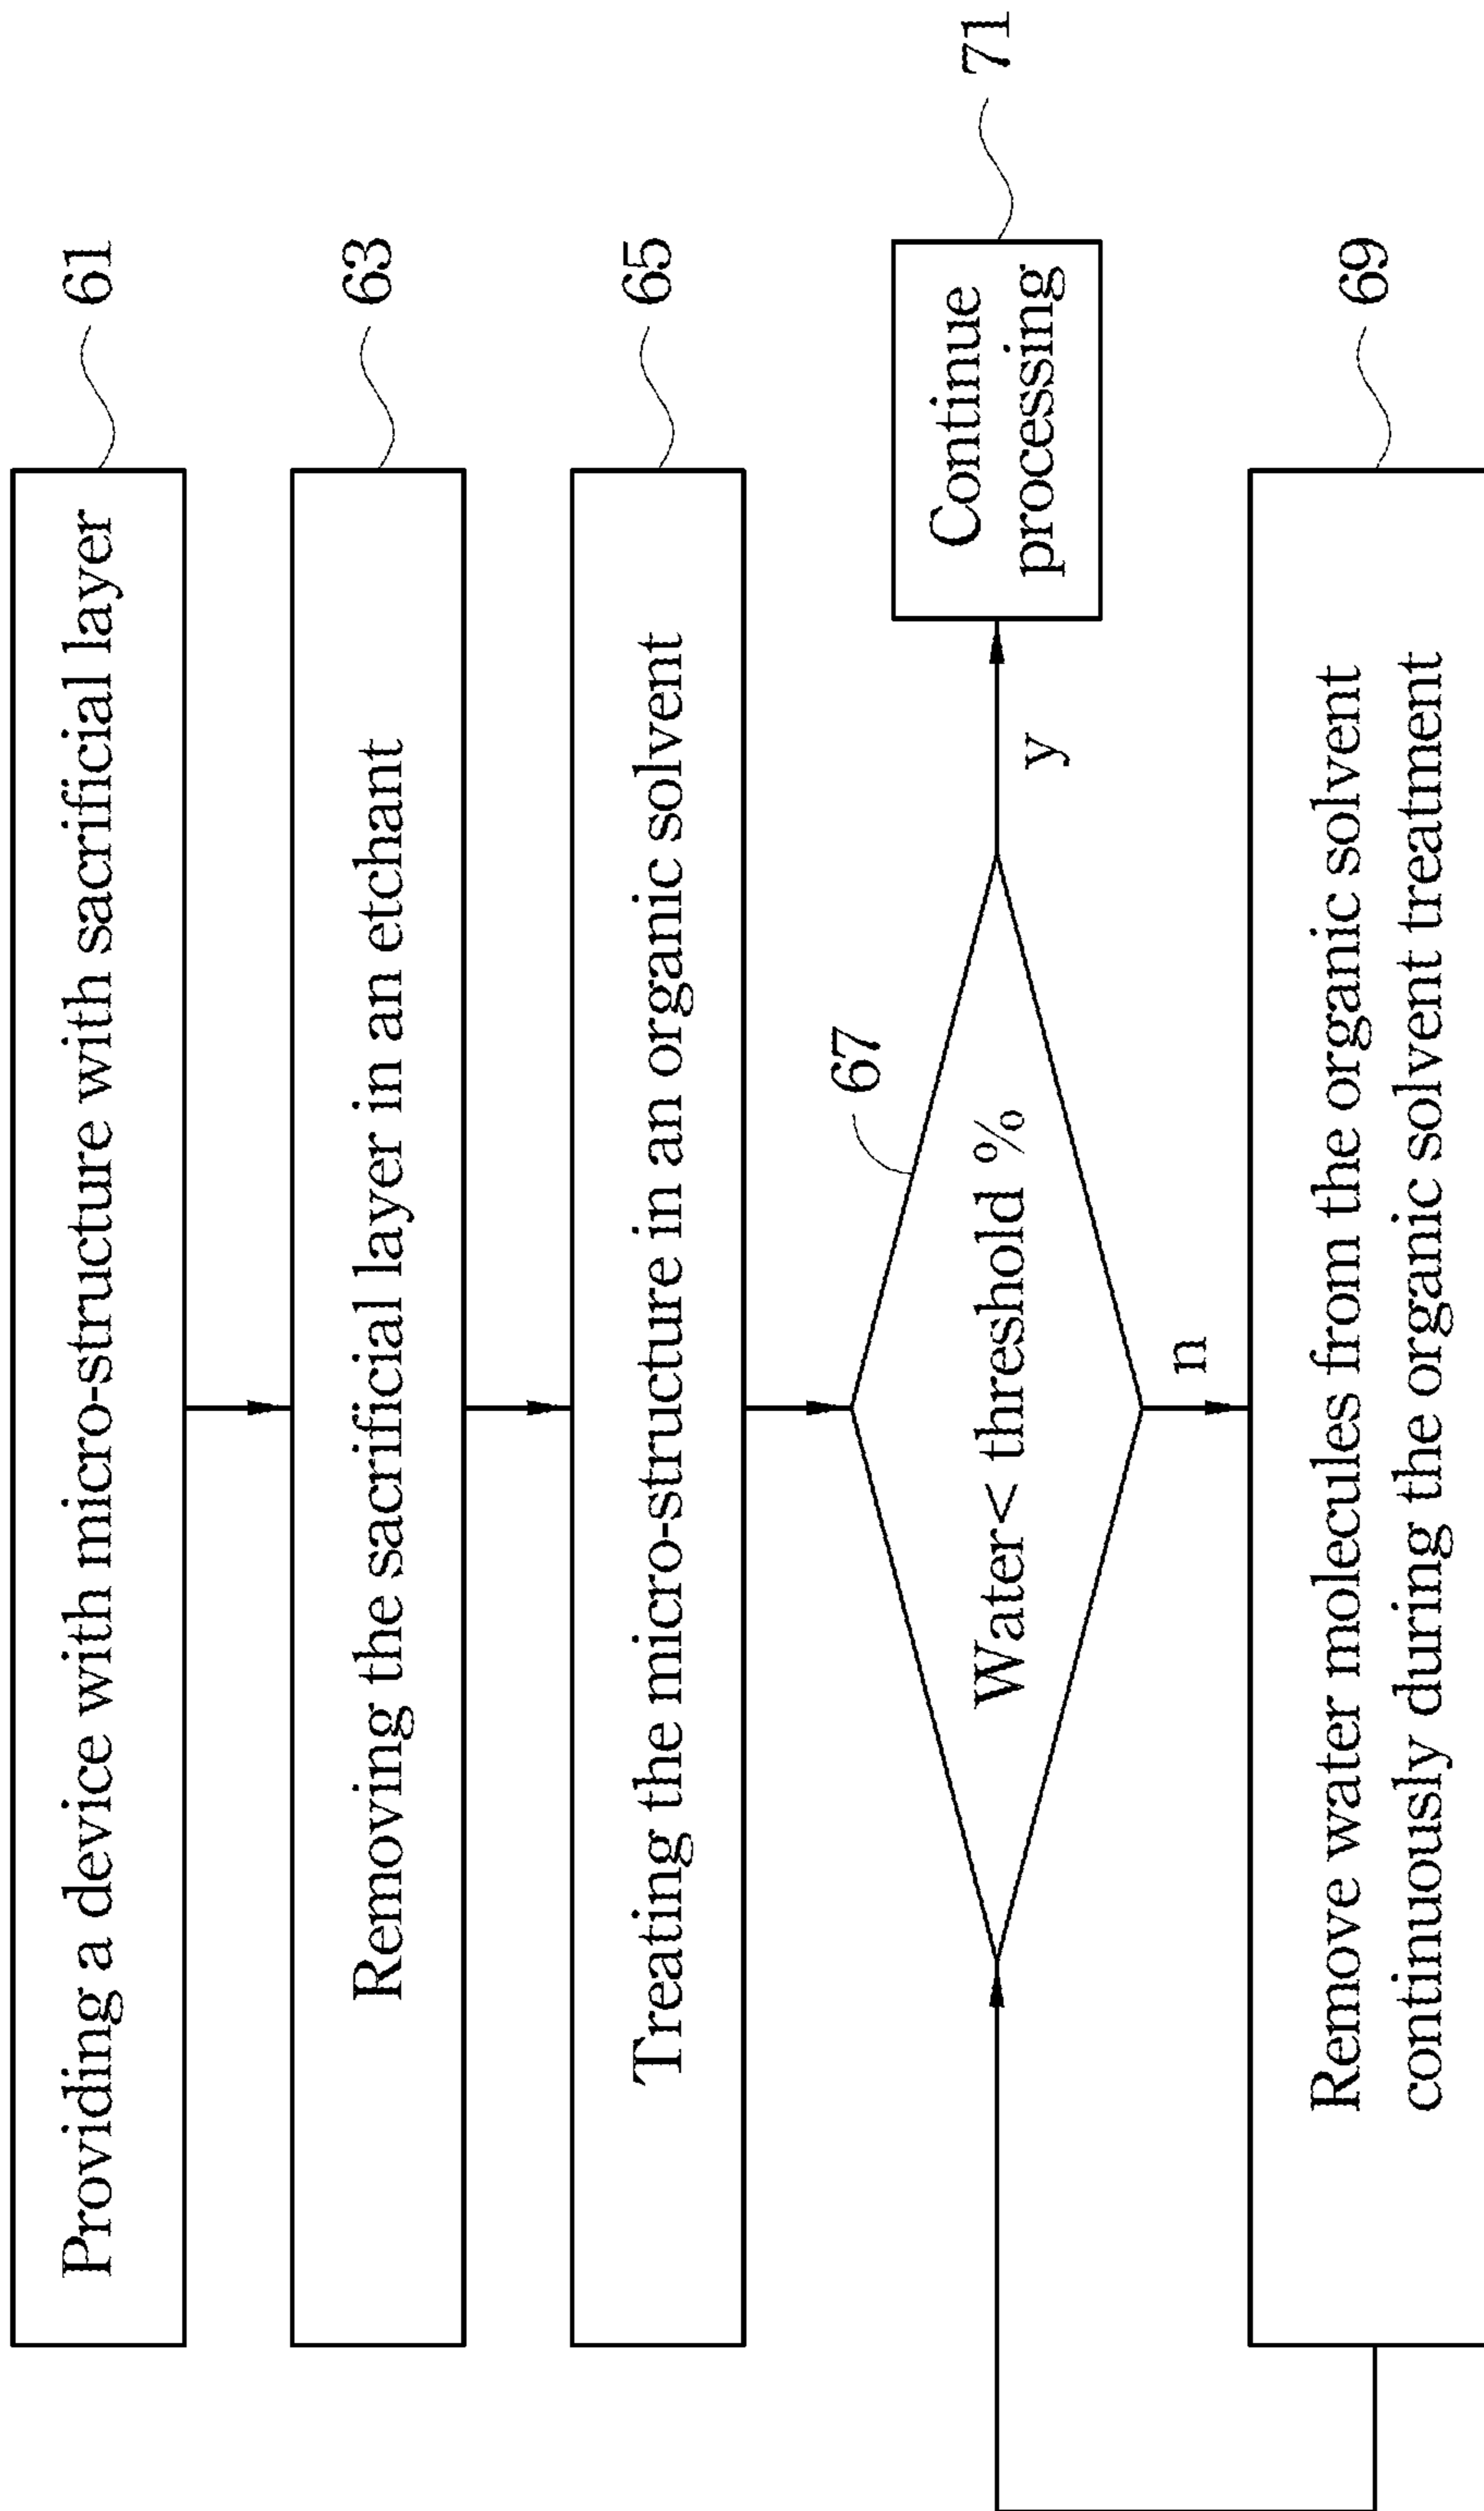 Providing a device with micro-structure with sacrificial layer
61
Removing the sacrificial layer in an etchant
63
Treating the micro-structure in an organic solvent
65
67
Water < threshold %
y
Continue
processing
71
n
Remove water molecules from the organic solvent
continuously during the organic solvent treatment
69